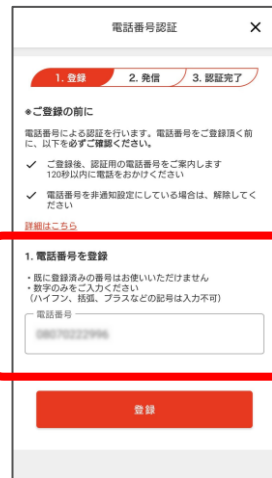 電話番号認証 ×
1. 登録 2. 発信 3. 認証完了
※ご登録の前に
電話番号による認証を行います。電話番号をご登録頂く前
に、以下を必ずご確認ください。
✓ ご登録後、認証用の電話番号をご案内します
120秒以内に電話をおかけください
✓ 電話番号を非通知設定にしている場合は、解除してく
ださい
詳細はこちら
1. 電話番号を登録
・既に登録済みの番号はお使いいただけません
・数字のみをご入力ください
(ハイフン、括弧、プラスなどの記号は入力不可)
電話番号
登録